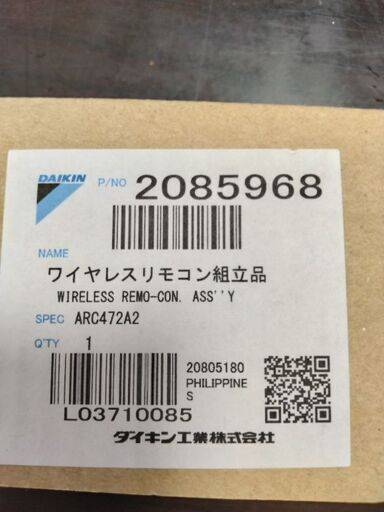 DAIKIN
P/NO 2085968
NAME
ワイヤレスリモコン組立品
WIRELESS REMO-CON. ASS''Y
SPEC ARC472A2
Q'TY 1
20805180
PHILIPPINE
S
L03710085
ダイキン工業株式会社